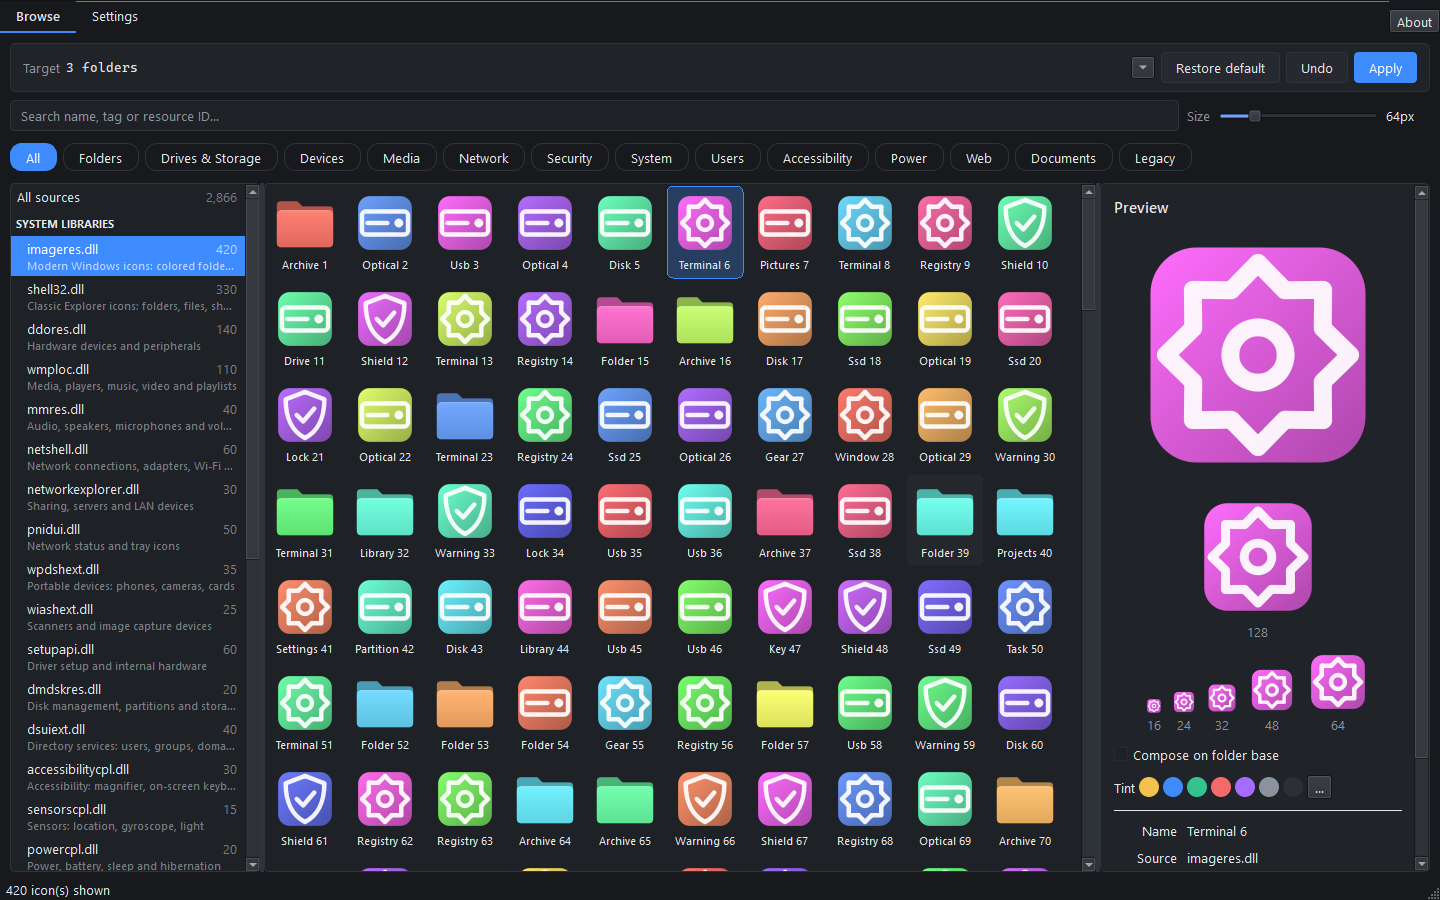 Browse
Settings
About
Target 3 folders
Restore default
Undo
Apply
Search name, tag or resource ID...
Size
64px
All
Folders
Drives & Storage
Devices
Media
Network
Security
System
Users
Accessibility
Power
Web
Documents
Legacy
All sources 2,866
SYSTEM LIBRARIES
imageres.dll 420
Modern Windows icons: colored folde...
shell32.dll 330
Classic Explorer icons: folders, files, sh...
ddores.dll 140
Hardware devices and peripherals
wmploc.dll 110
Media, players, music, video and playlists
mmres.dll 40
Audio, speakers, microphones and vol...
netshell.dll 60
Network connections, adapters, Wi-Fi ...
networkexplorer.dll 30
Sharing, servers and LAN devices
pnidui.dll 50
Network status and tray icons
wpdshext.dll 35
Portable devices: phones, cameras, cards
wiashext.dll 25
Scanners and image capture devices
setupapi.dll 60
Driver setup and internal hardware
dmdskres.dll 20
Disk management, partitions and stora...
dsuiext.dll 40
Directory services: users, groups, doma...
accessibilitycpl.dll 30
Accessibility: magnifier, on-screen keyb...
sensorscpl.dll 15
Sensors: location, gyroscope, light
powercpl.dll 20
Power, battery, sleep and hibernation
Archive 1
Optical 2
Usb 3
Optical 4
Disk 5
Terminal 6
Pictures 7
Terminal 8
Registry 9
Shield 10
Drive 11
Shield 12
Terminal 13
Registry 14
Folder 15
Archive 16
Disk 17
Ssd 18
Optical 19
Ssd 20
Lock 21
Optical 22
Terminal 23
Registry 24
Ssd 25
Optical 26
Gear 27
Window 28
Optical 29
Warning 30
Terminal 31
Library 32
Warning 33
Lock 34
Usb 35
Usb 36
Archive 37
Ssd 38
Folder 39
Projects 40
Settings 41
Partition 42
Disk 43
Library 44
Usb 45
Usb 46
Key 47
Shield 48
Ssd 49
Task 50
Terminal 51
Folder 52
Folder 53
Folder 54
Gear 55
Registry 56
Folder 57
Usb 58
Warning 59
Disk 60
Shield 61
Registry 62
Registry 63
Archive 64
Archive 65
Warning 66
Shield 67
Registry 68
Optical 69
Archive 70
Preview
128
16
24
32
48
64
Compose on folder base
Tint
...
Name Terminal 6
Source imageres.dll
420 icon(s) shown